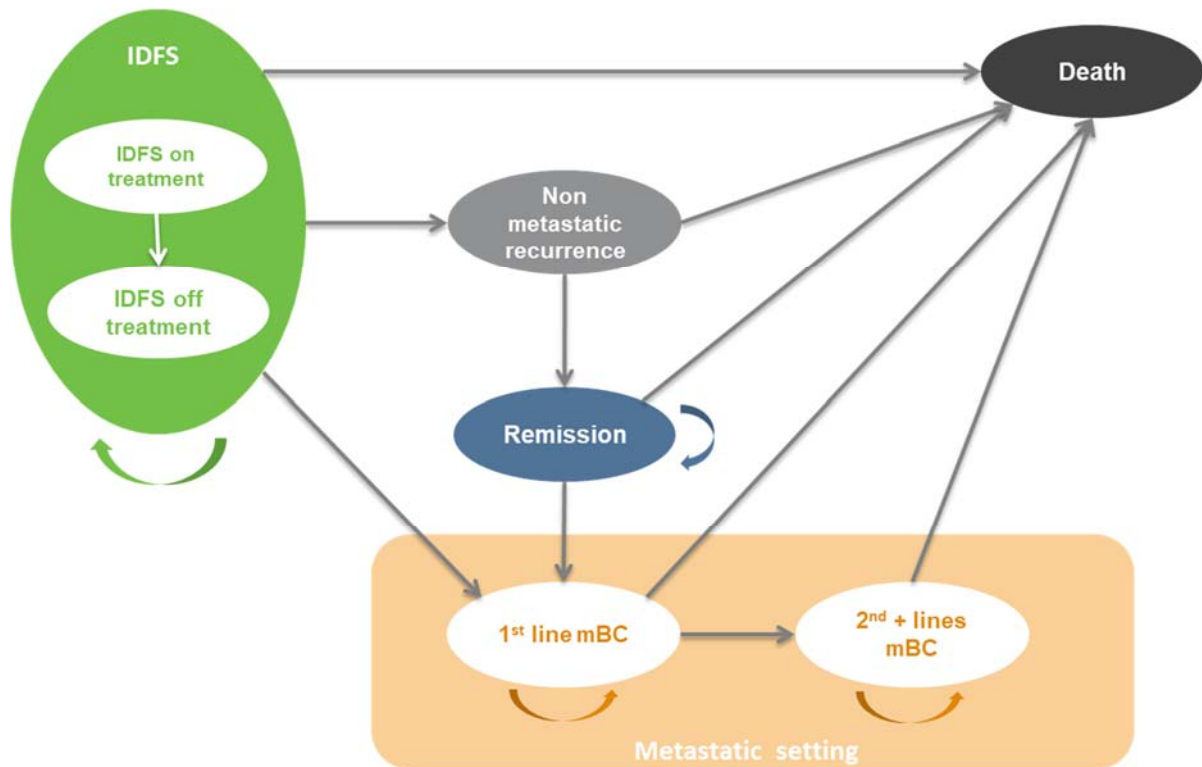 IDFS
IDFS on
treatment
IDFS off
treatment
Death
Non
metastatic
recurrence
Remission
1st line mBC
2nd + lines
mBC
Metastatic setting